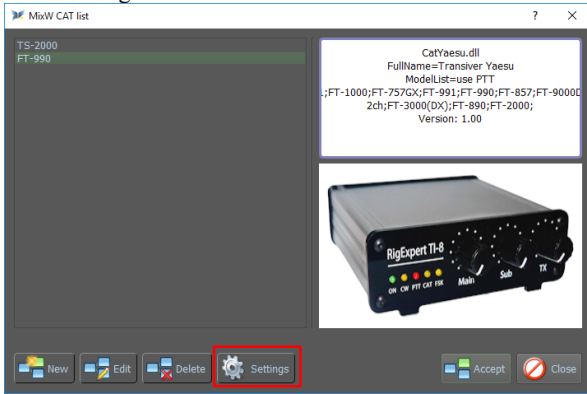 MixW CAT list
?
TS-2000
FT-990
CatYaesu.dll
FullName=Transiver Yaesu
ModelList=use PTT
;FT-1000;FT-757GX;FT-991;FT-990;FT-857;FT-9000
2ch;FT-3000(DX);FT-890;FT-2000;
Version: 1.00
RigExpert TI-8
ON CW PTT CAT FSK
Main
Sub
TX
New
Edit
Delete
Settings
Accept
Close